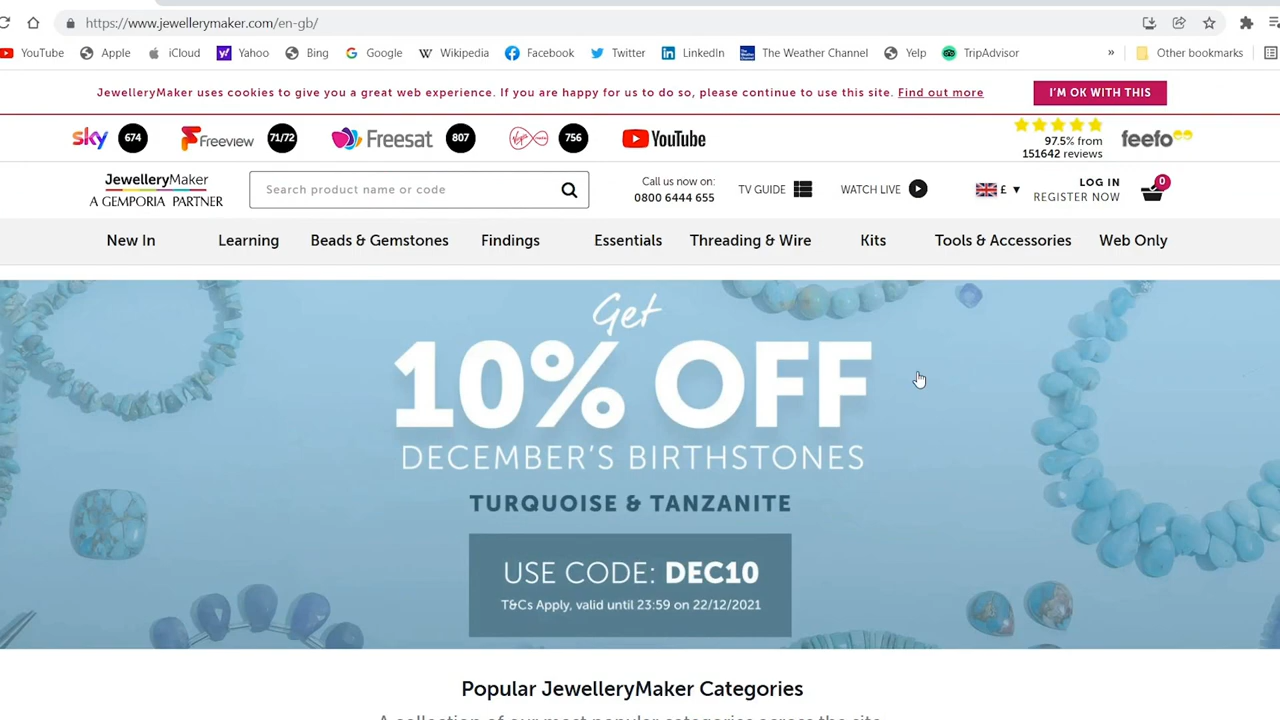 https://www.jewellerymaker.com/en-gb/
YouTube Apple iCloud Yahoo Bing Google Wikipedia Facebook Twitter LinkedIn The Weather Channel Yelp TripAdvisor » Other bookmarks
JewelleryMaker uses cookies to give you a great web experience. If you are happy for us to do so, please continue to use this site. Find out more
I'M OK WITH THIS
sky 674 Freeview 71/72 Freesat 807 756 YouTube
97.5% from
151642 reviews
feefo
JewelleryMaker
A GEMPORIA PARTNER
Search product name or code
Call us now on:
0800 6444 655
TV GUIDE
WATCH LIVE
£ ▼
LOG IN
REGISTER NOW
0
New In Learning Beads & Gemstones Findings Essentials Threading & Wire Kits Tools & Accessories Web Only
Get
10% OFF
DECEMBER'S BIRTHSTONES
TURQUOISE & TANZANITE
USE CODE: DEC10
T&Cs Apply, valid until 23:59 on 22/12/2021
Popular JewelleryMaker Categories
A collection of our most popular categories across the site